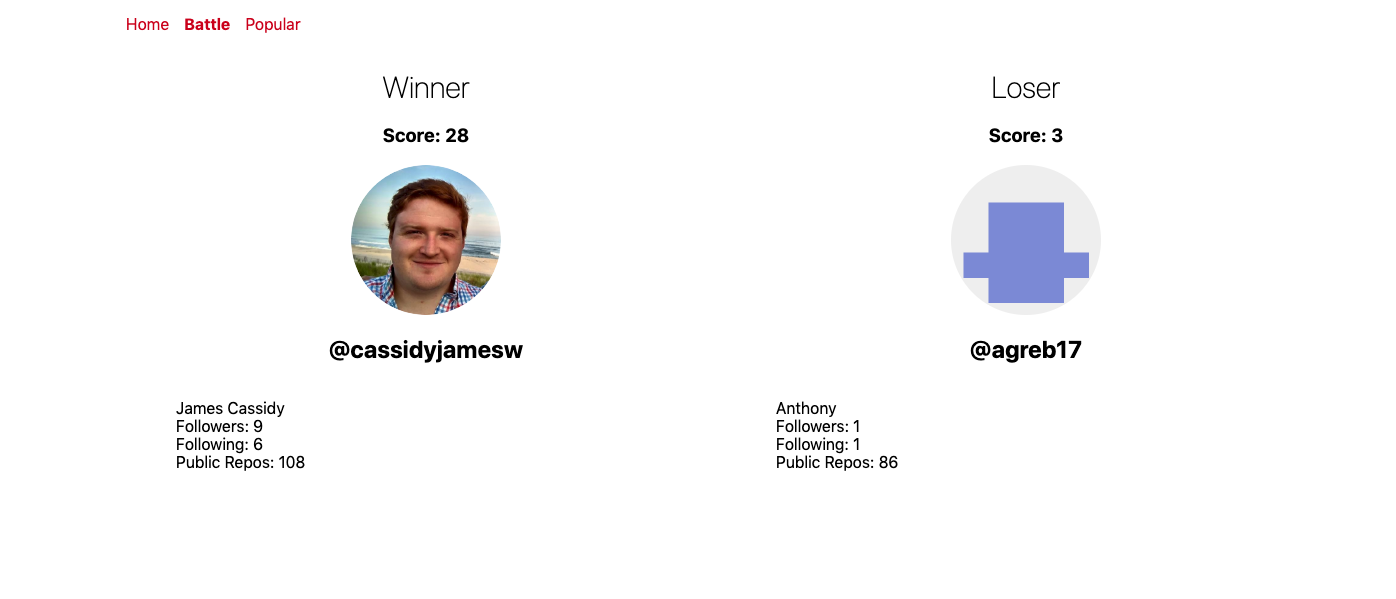 Home Battle Popular
Winner
Score: 28
@cassidyjamesw
James Cassidy
Followers: 9
Following: 6
Public Repos: 108
Loser
Score: 3
@agreb17
Anthony
Followers: 1
Following: 1
Public Repos: 86